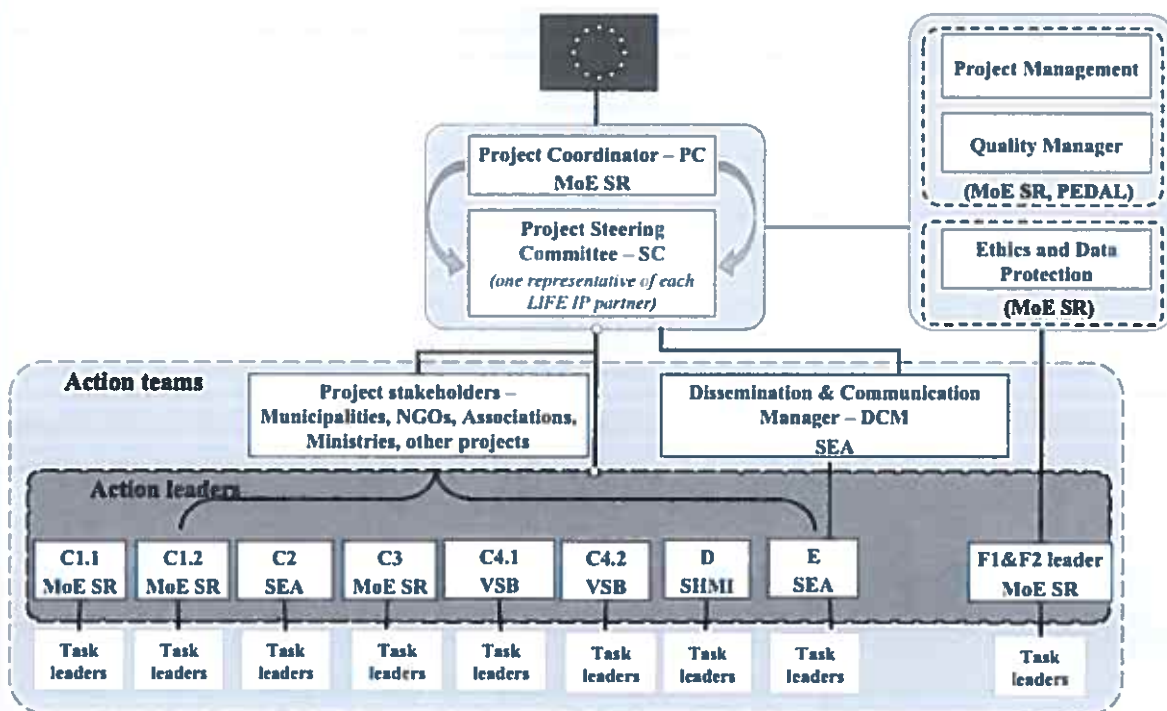 Project Management
Quality Manager
(MoE SR, PEDAL)
Ethics and Data
Protection
(MoE SR)
Project Coordinator – PC
MoE SR
Project Steering
Committee – SC
(one representative of each
LIFE IP partner)
Action teams
Project stakeholders –
Municipalities, NGOs, Associations,
Ministries, other projects
Dissemination & Communication
Manager – DCM
SEA
Action leaders
C1.1
MoE SR
C1.2
MoE SR
C2
SEA
C3
MoE SR
C4.1
VSB
C4.2
VSB
D
SHMI
E
SEA
F1&F2 leader
MoE SR
Task
leaders
Task
leaders
Task
leaders
Task
leaders
Task
leaders
Task
leaders
Task
leaders
Task
leaders
Task
leaders